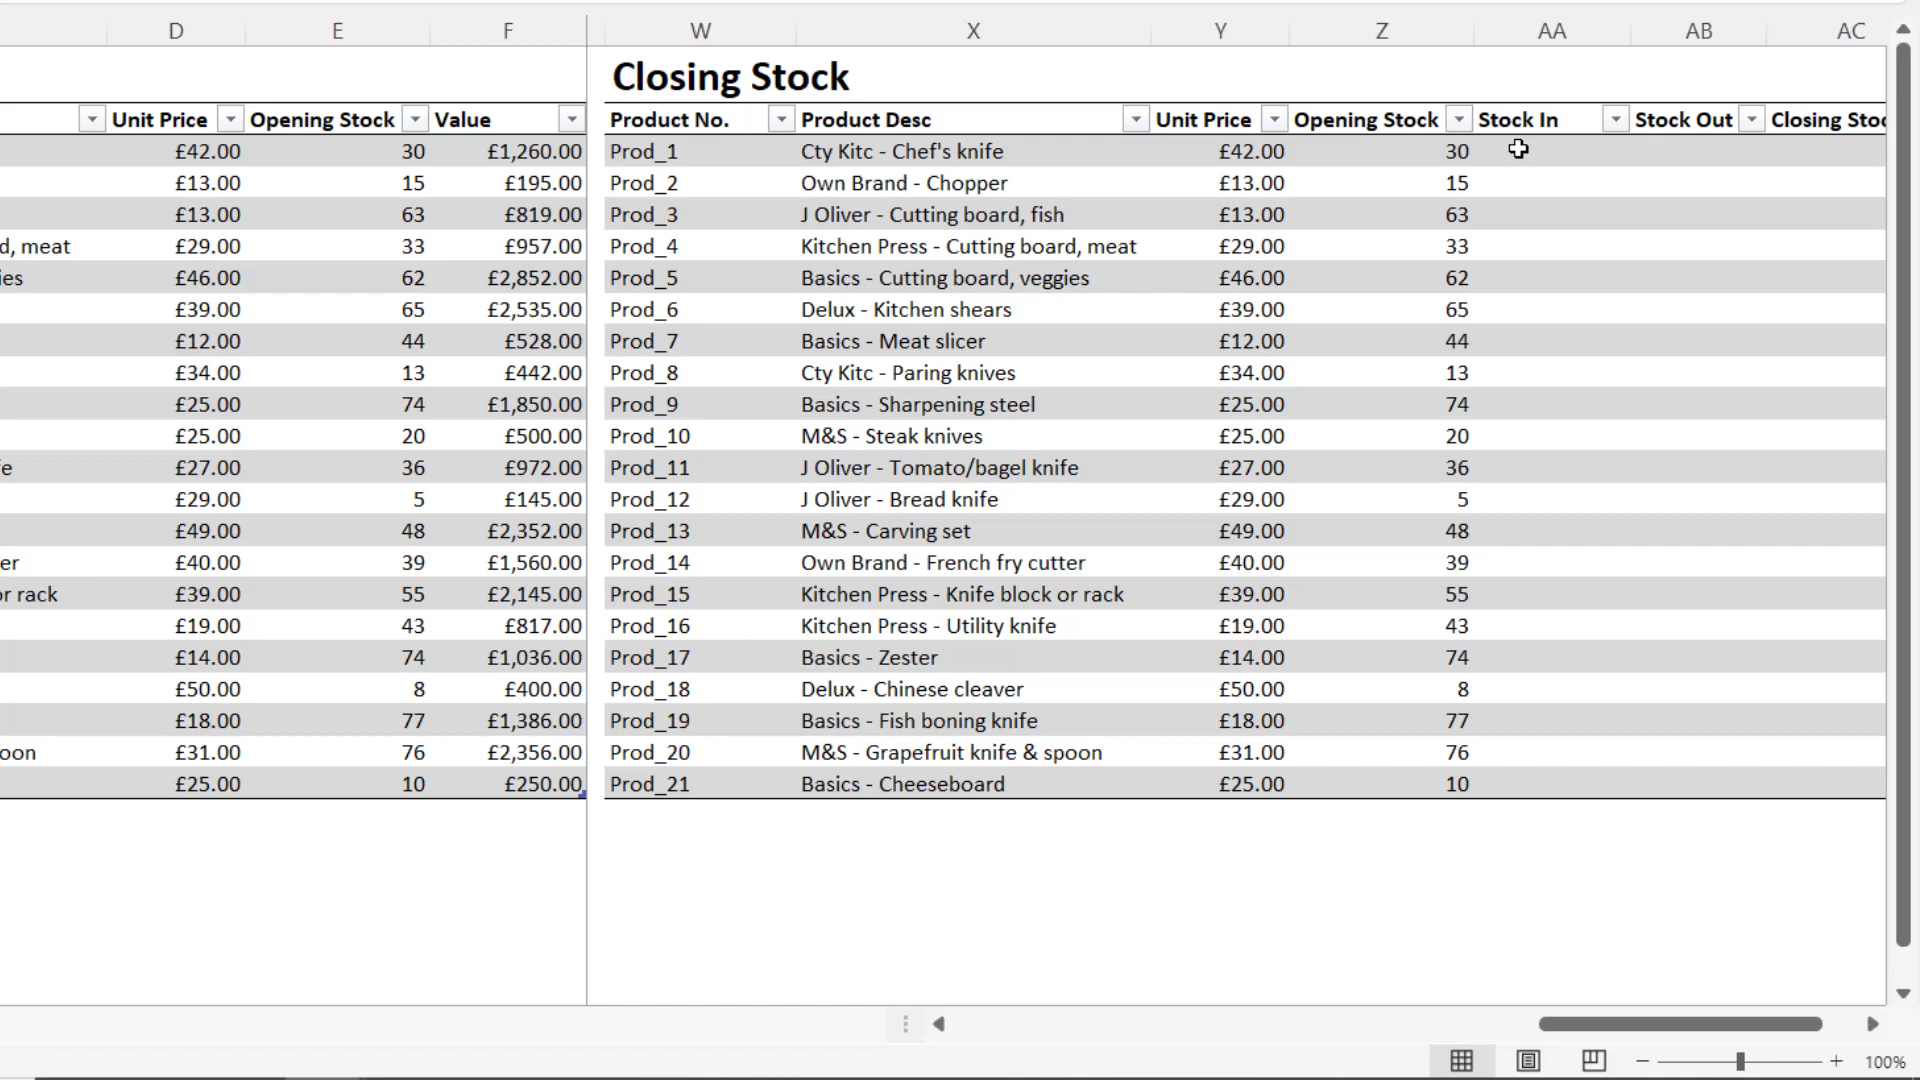 D E F W X Y Z AA AB AC
Closing Stock
Unit Price Opening Stock Value Product No. Product Desc Unit Price Opening Stock Stock In Stock Out Closing
£42.00 30 £1,260.00 Prod_1 Cty Kitc - Chef's knife £42.00 30
£13.00 15 £195.00 Prod_2 Own Brand - Chopper £13.00 15
£13.00 63 £819.00 Prod_3 J Oliver - Cutting board, fish £13.00 63
d, meat £29.00 33 £957.00 Prod_4 Kitchen Press - Cutting board, meat £29.00 33
ies £46.00 62 £2,852.00 Prod_5 Basics - Cutting board, veggies £46.00 62
£39.00 65 £2,535.00 Prod_6 Delux - Kitchen shears £39.00 65
£12.00 44 £528.00 Prod_7 Basics - Meat slicer £12.00 44
£34.00 13 £442.00 Prod_8 Cty Kitc - Paring knives £34.00 13
£25.00 74 £1,850.00 Prod_9 Basics - Sharpening steel £25.00 74
£25.00 20 £500.00 Prod_10 M&S - Steak knives £25.00 20
fe £27.00 36 £972.00 Prod_11 J Oliver - Tomato/bagel knife £27.00 36
£29.00 5 £145.00 Prod_12 J Oliver - Bread knife £29.00 5
£49.00 48 £2,352.00 Prod_13 M&S - Carving set £49.00 48
er £40.00 39 £1,560.00 Prod_14 Own Brand - French fry cutter £40.00 39
or rack £39.00 55 £2,145.00 Prod_15 Kitchen Press - Knife block or rack £39.00 55
£19.00 43 £817.00 Prod_16 Kitchen Press - Utility knife £19.00 43
£14.00 74 £1,036.00 Prod_17 Basics - Zester £14.00 74
£50.00 8 £400.00 Prod_18 Delux - Chinese cleaver £50.00 8
£18.00 77 £1,386.00 Prod_19 Basics - Fish boning knife £18.00 77
oon £31.00 76 £2,356.00 Prod_20 M&S - Grapefruit knife & spoon £31.00 76
£25.00 10 £250.00 Prod_21 Basics - Cheeseboard £25.00 10
100%